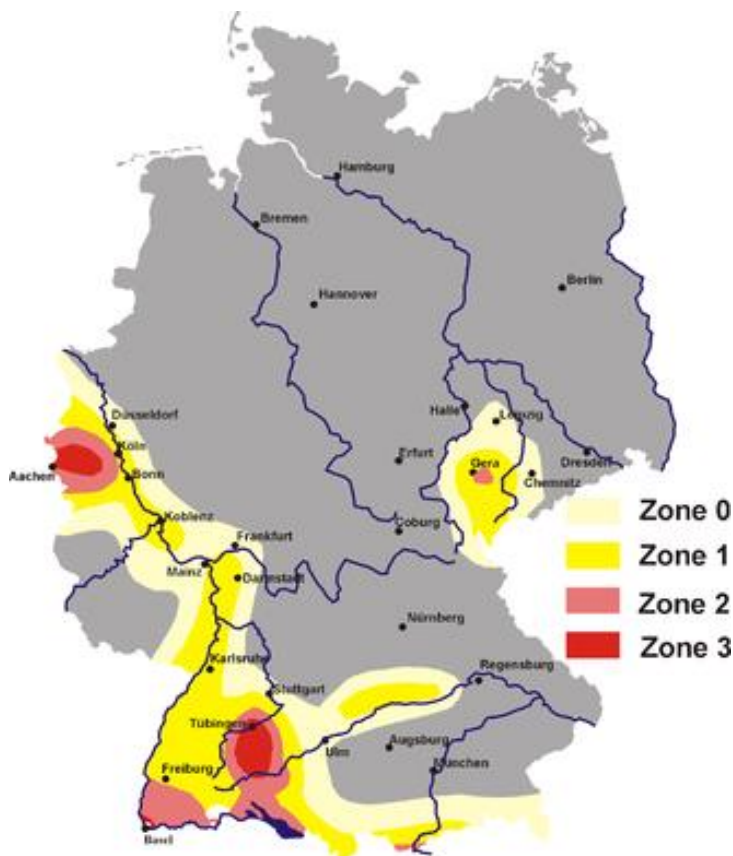 Hamburg
Bremen
Berlin
Hannover
Düsseldorf
Halle
Leipzig
Köln
Erfurt
Gera
Dresden
Aachen
Bonn
Chemnitz
Koblenz
Coburg
Zone 0
Frankfurt
Zone 1
Mainz
Darmstadt
Zone 2
Nürnberg
Zone 3
Karlsruh
Regensburg
Stuttgart
Tübingen
Ulm
Augsburg
München
Freiburg
Basel